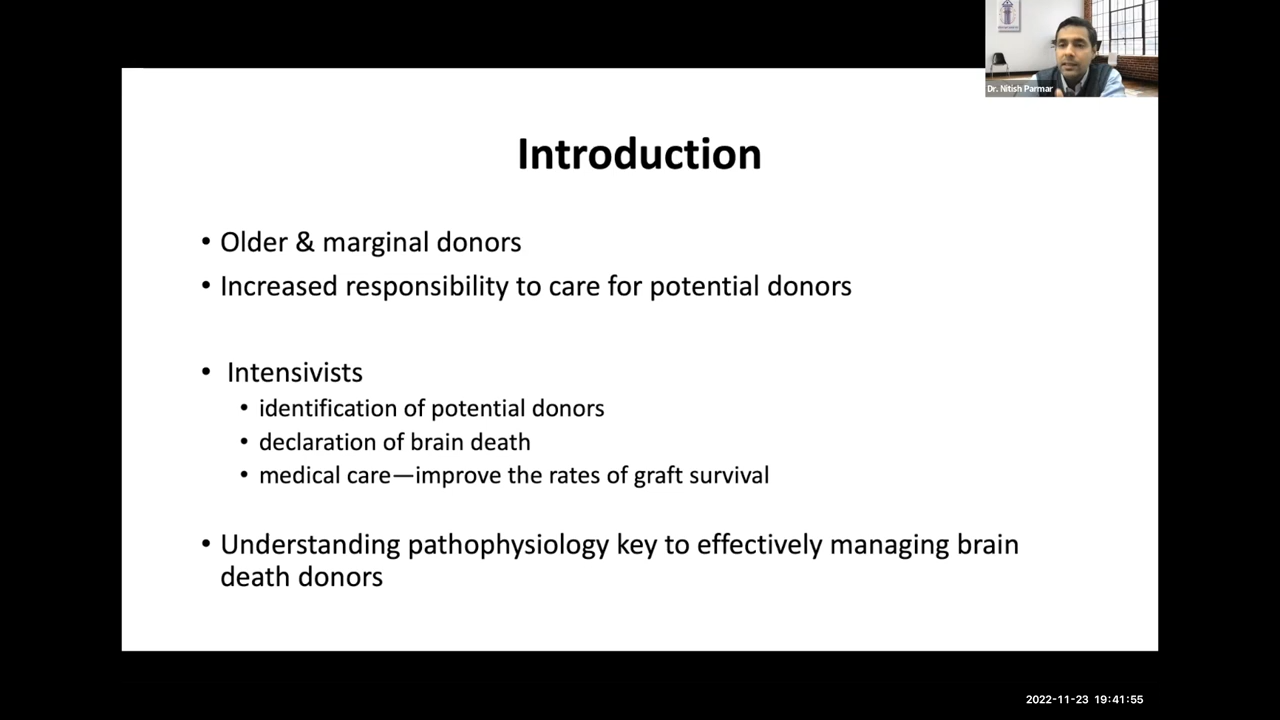 Dr. Nitish Parmar
Introduction
• Older & marginal donors
• Increased responsibility to care for potential donors
• Intensivists
• identification of potential donors
• declaration of brain death
• medical care—improve the rates of graft survival
• Understanding pathophysiology key to effectively managing brain
death donors
2022-11-23 19:41:55